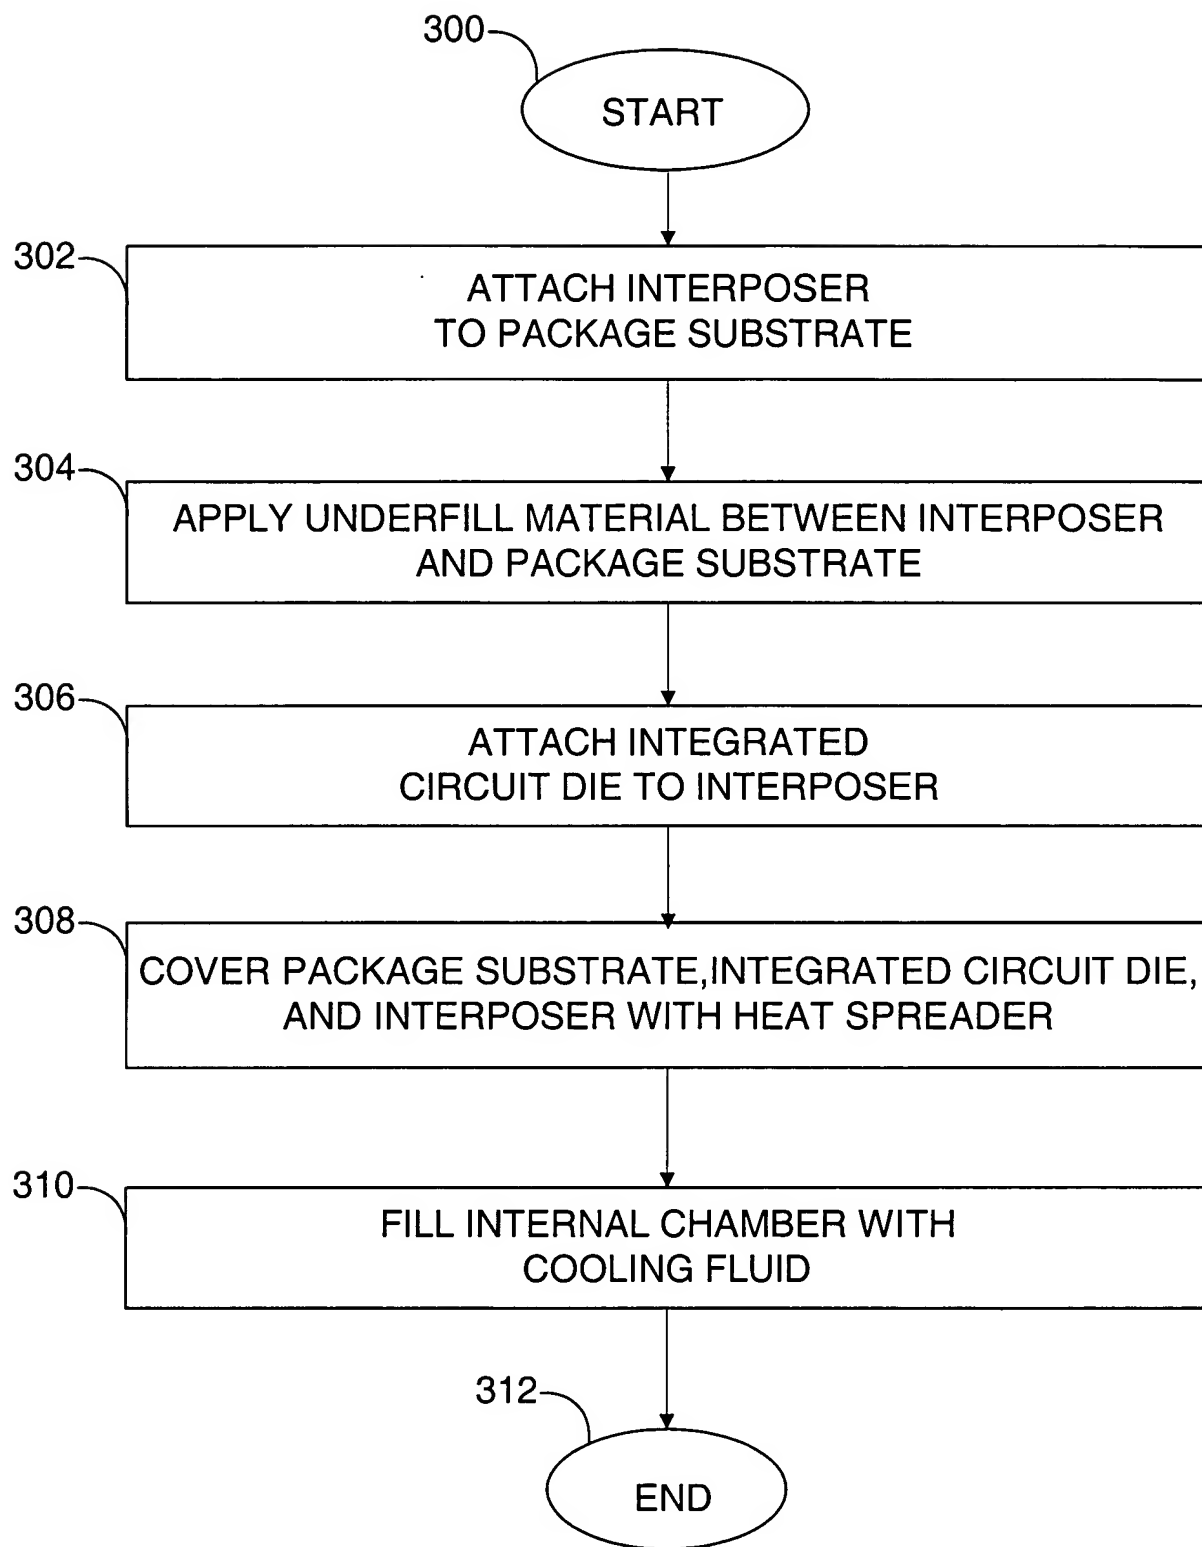 300
START
302
ATTACH INTERPOSER
TO PACKAGE SUBSTRATE
304
APPLY UNDERFILL MATERIAL BETWEEN INTERPOSER
AND PACKAGE SUBSTRATE
306
ATTACH INTEGRATED
CIRCUIT DIE TO INTERPOSER
308
COVER PACKAGE SUBSTRATE,INTEGRATED CIRCUIT DIE,
AND INTERPOSER WITH HEAT SPREADER
310
FILL INTERNAL CHAMBER WITH
COOLING FLUID
312
END